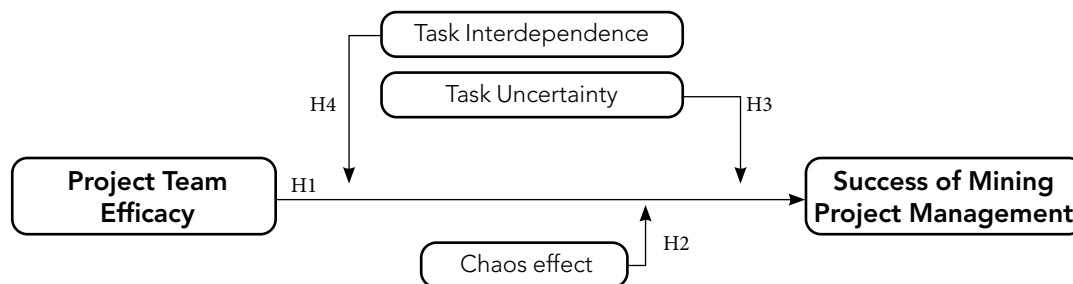 Task Interdependence
Task Uncertainty
H4
H3
Project Team
Efficacy
H1
Success of Mining
Project Management
H2
Chaos effect